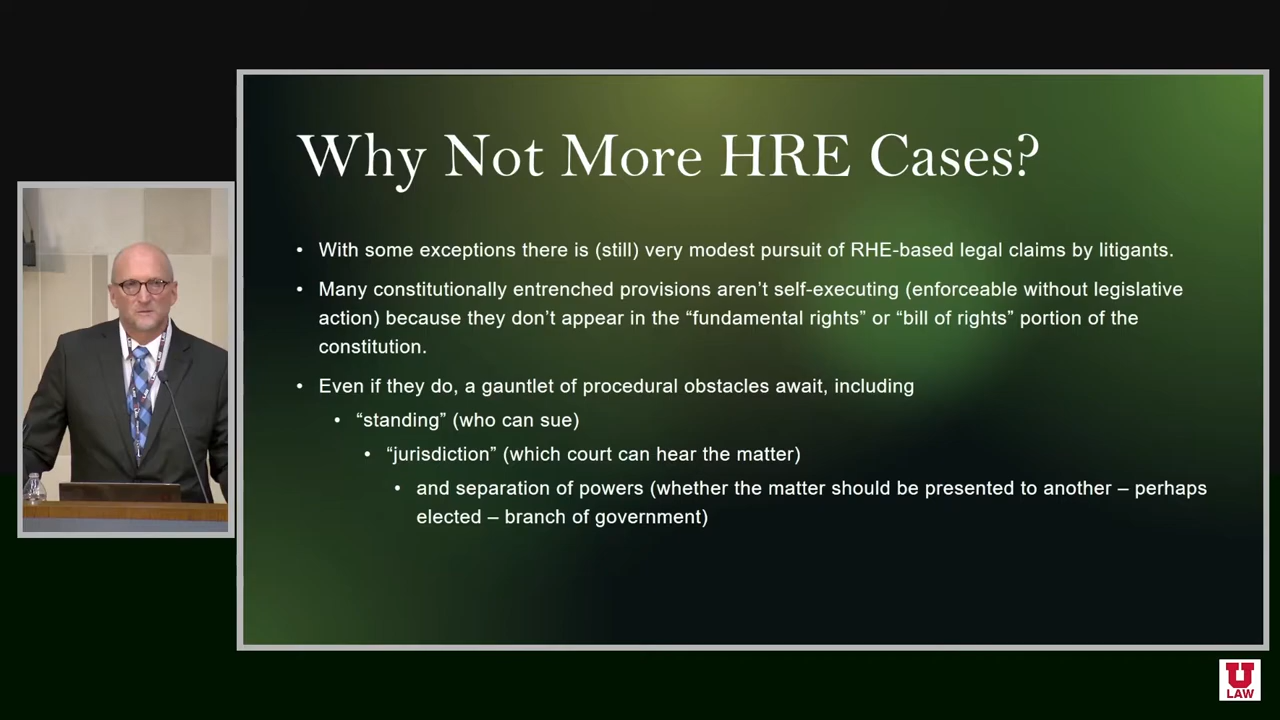 Why Not More HRE Cases?
• With some exceptions there is (still) very modest pursuit of RHE-based legal claims by litigants.
• Many constitutionally entrenched provisions aren’t self-executing (enforceable without legislative
action) because they don’t appear in the “fundamental rights” or “bill of rights” portion of the
constitution.
• Even if they do, a gauntlet of procedural obstacles await, including
• “standing” (who can sue)
• “jurisdiction” (which court can hear the matter)
• and separation of powers (whether the matter should be presented to another – perhaps
elected – branch of government)
U
LAW